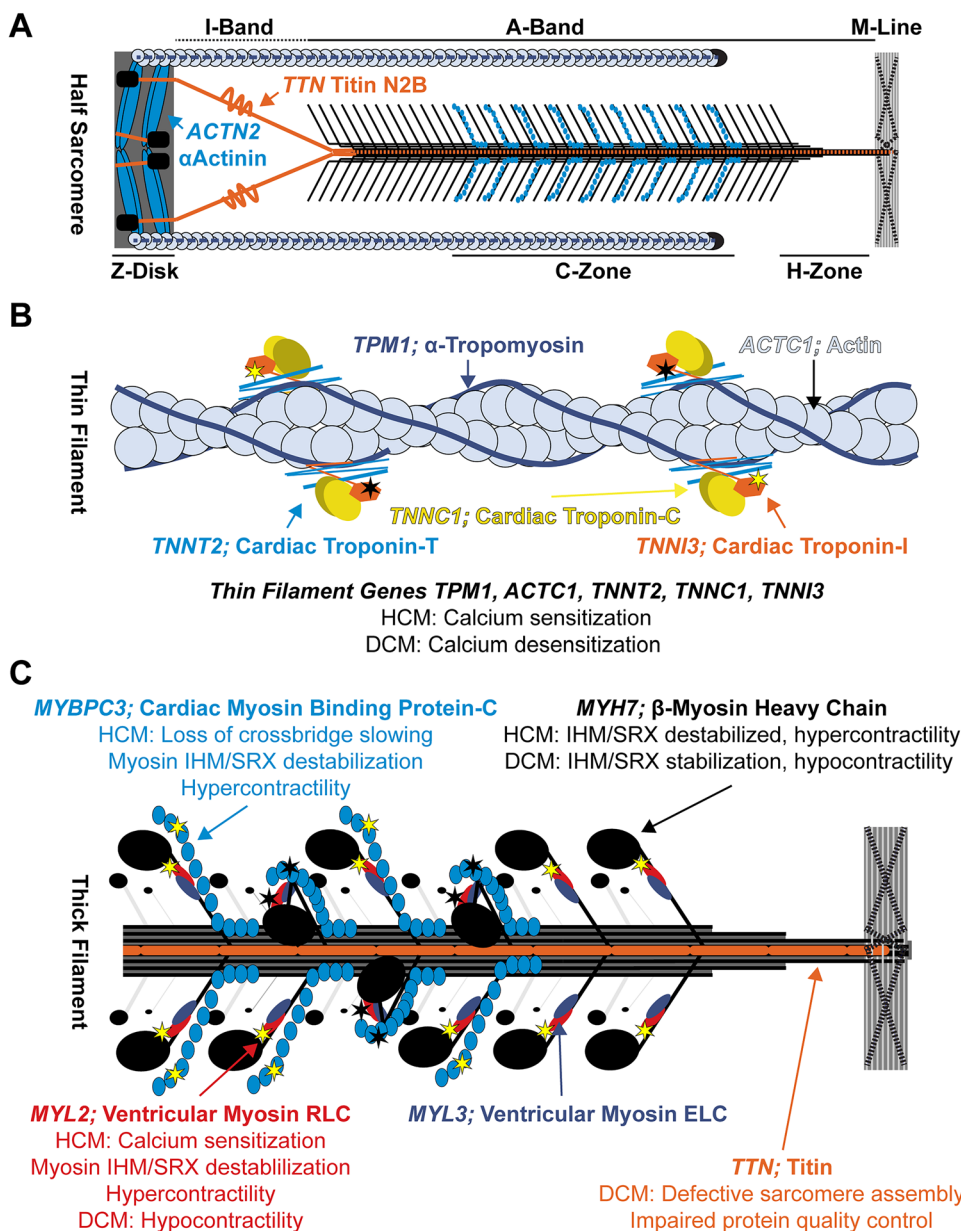 A
I-Band
A-Band
M-Line
Half Sarcomere
TTN Titin N2B
ACTN2
αActinin
Z-Disk
C-Zone
H-Zone
B
Thin Filament
TPM1; α-Tropomyosin
ACTC1; Actin
TNNC1; Cardiac Troponin-C
TNNT2; Cardiac Troponin-T
TNNI3; Cardiac Troponin-I
Thin Filament Genes TPM1, ACTC1, TNNT2, TNNC1, TNNI3
HCM: Calcium sensitization
DCM: Calcium desensitization
C
MYBPC3; Cardiac Myosin Binding Protein-C
HCM: Loss of crossbridge slowing
Myosin IHM/SRX destabilization
Hypercontractility
MYH7; β-Myosin Heavy Chain
HCM: IHM/SRX destabilized, hypercontractility
DCM: IHM/SRX stabilization, hypocontractility
Thick Filament
MYL2; Ventricular Myosin RLC
HCM: Calcium sensitization
Myosin IHM/SRX destablilization
Hypercontractility
DCM: Hypocontractility
MYL3; Ventricular Myosin ELC
TTN; Titin
DCM: Defective sarcomere assembly
Impaired protein quality control